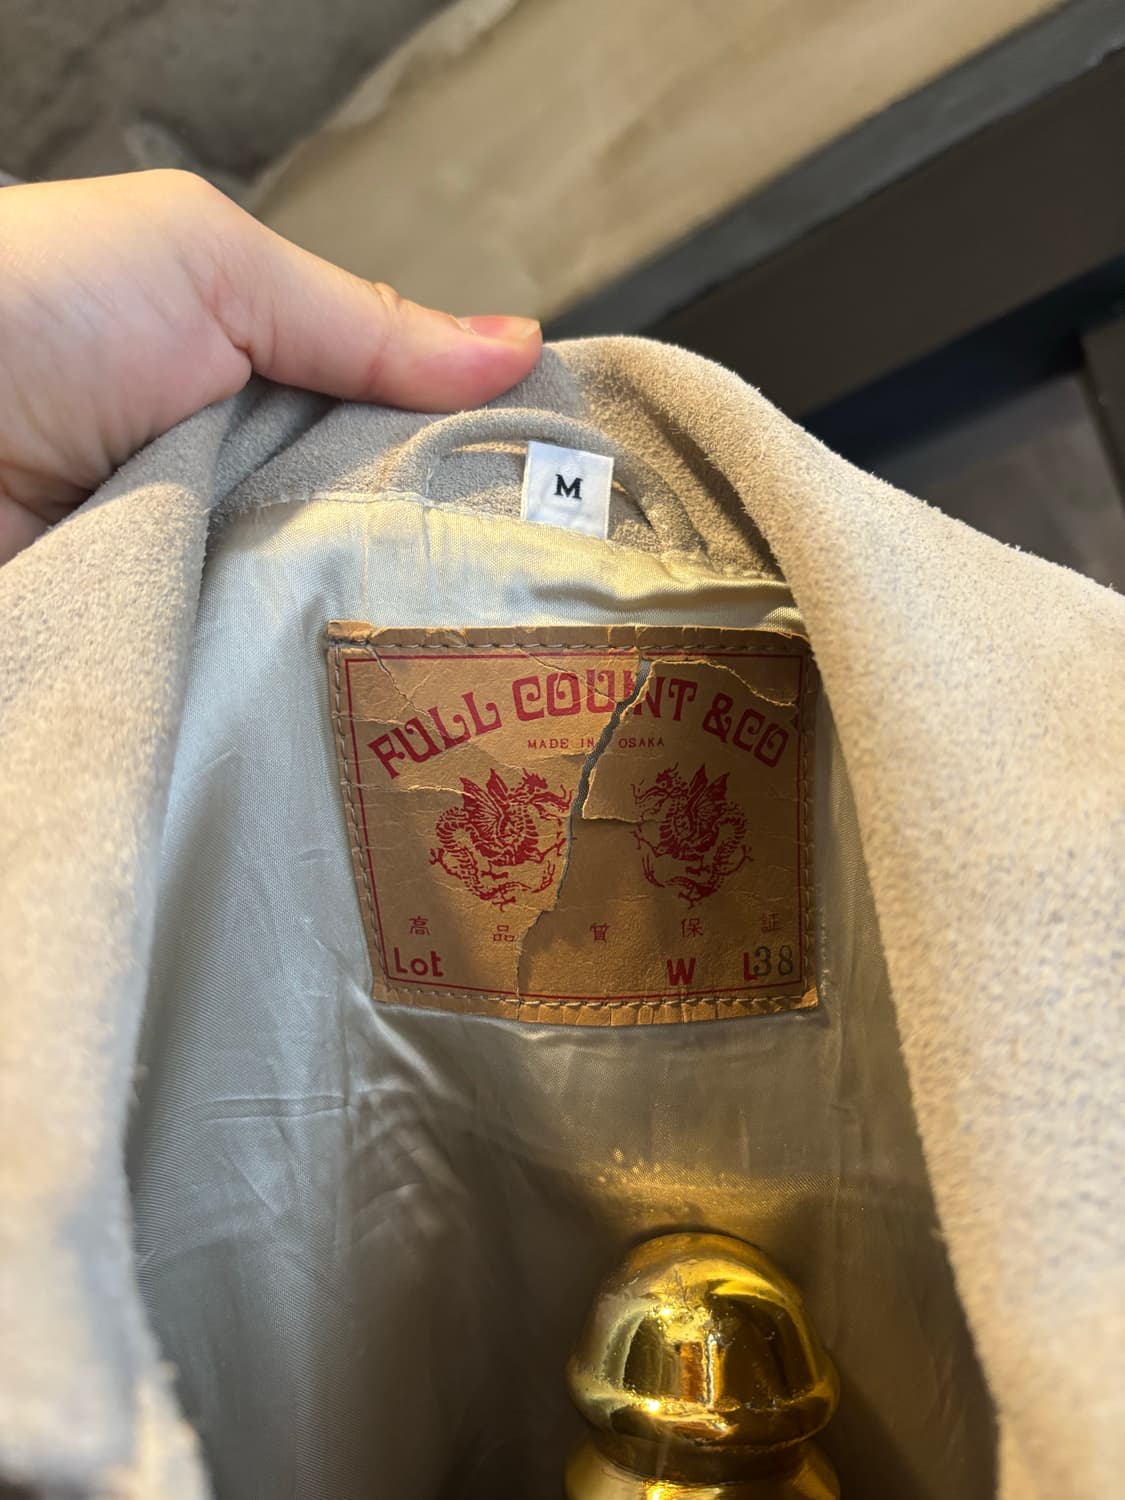 M
FULL COUNT & CO
MADE IN OSAKA
高品質保証
Lot W L38